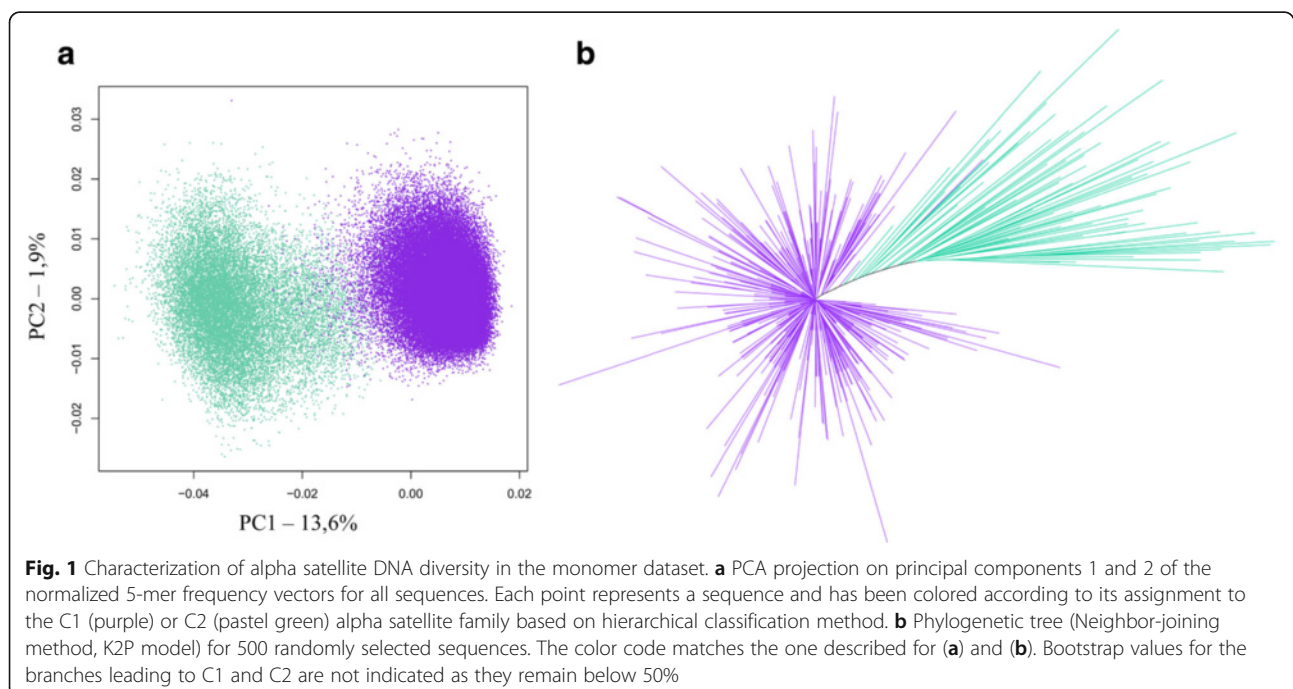 a
b
0.03
0.02
0.01
0.00
−0.01
−0.02
PC2 – 1,9%
−0.04
−0.02
0.00
0.02
PC1 – 13,6%
Fig. 1 Characterization of alpha satellite DNA diversity in the monomer dataset. a PCA projection on principal components 1 and 2 of the
normalized 5-mer frequency vectors for all sequences. Each point represents a sequence and has been colored according to its assignment to
the C1 (purple) or C2 (pastel green) alpha satellite family based on hierarchical classification method. b Phylogenetic tree (Neighbor-joining
method, K2P model) for 500 randomly selected sequences. The color code matches the one described for (a) and (b). Bootstrap values for the
branches leading to C1 and C2 are not indicated as they remain below 50%